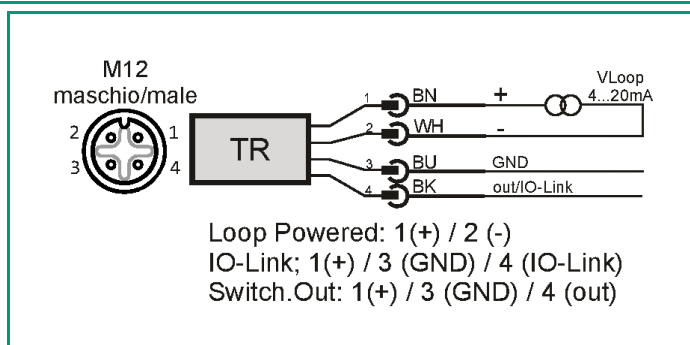 M12
maschio/male
2 1
3 4
TR
1 BN +
2 WH -
3 BU GND
4 BK out/IO-Link
VLoop
4...20mA
Loop Powered: 1(+) / 2 (-)
IO-Link; 1(+) / 3 (GND) / 4 (IO-Link)
Switch.Out: 1(+) / 3 (GND) / 4 (out)